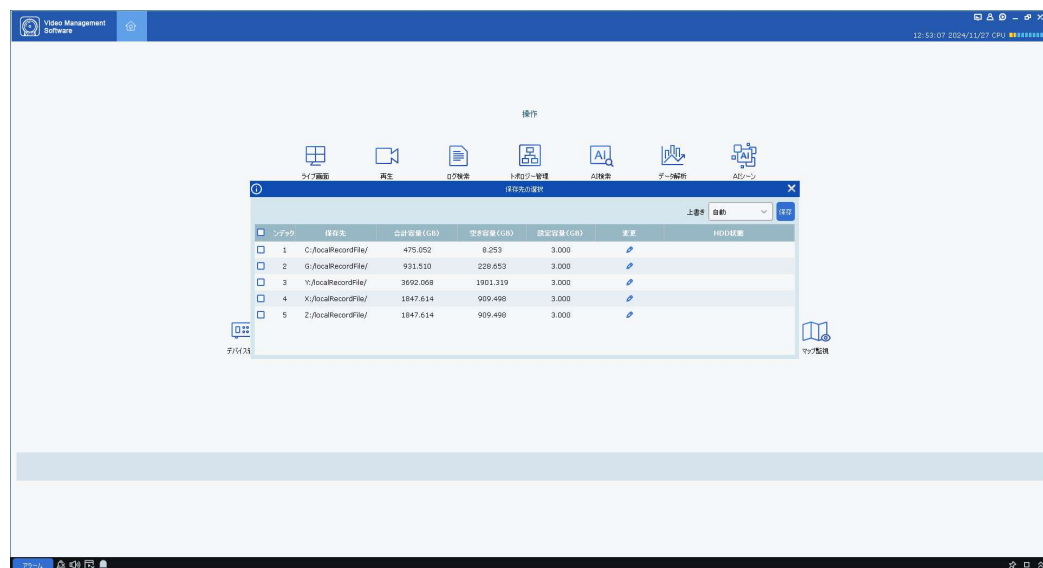 Video Management
Software
12:53:07 2024/11/27 CPU
操作
ライブ画面
再生
ログ検索
トポロジー管理
AI検索
データ解析
AIシーン
保存先の選択
上書き 自動 保存
ンデック 保存先 合計容量(GB) 空き容量(GB) 設定容量(GB) 変更 HDD状態
1 C:/localRecordFile/ 475.052 8.253 3.000
2 G:/localRecordFile/ 931.510 228.653 3.000
3 Y:/localRecordFile/ 3692.068 1901.319 3.000
4 X:/localRecordFile/ 1847.614 909.498 3.000
5 Z:/localRecordFile/ 1847.614 909.498 3.000
デバイス
マップ監視
アラーム